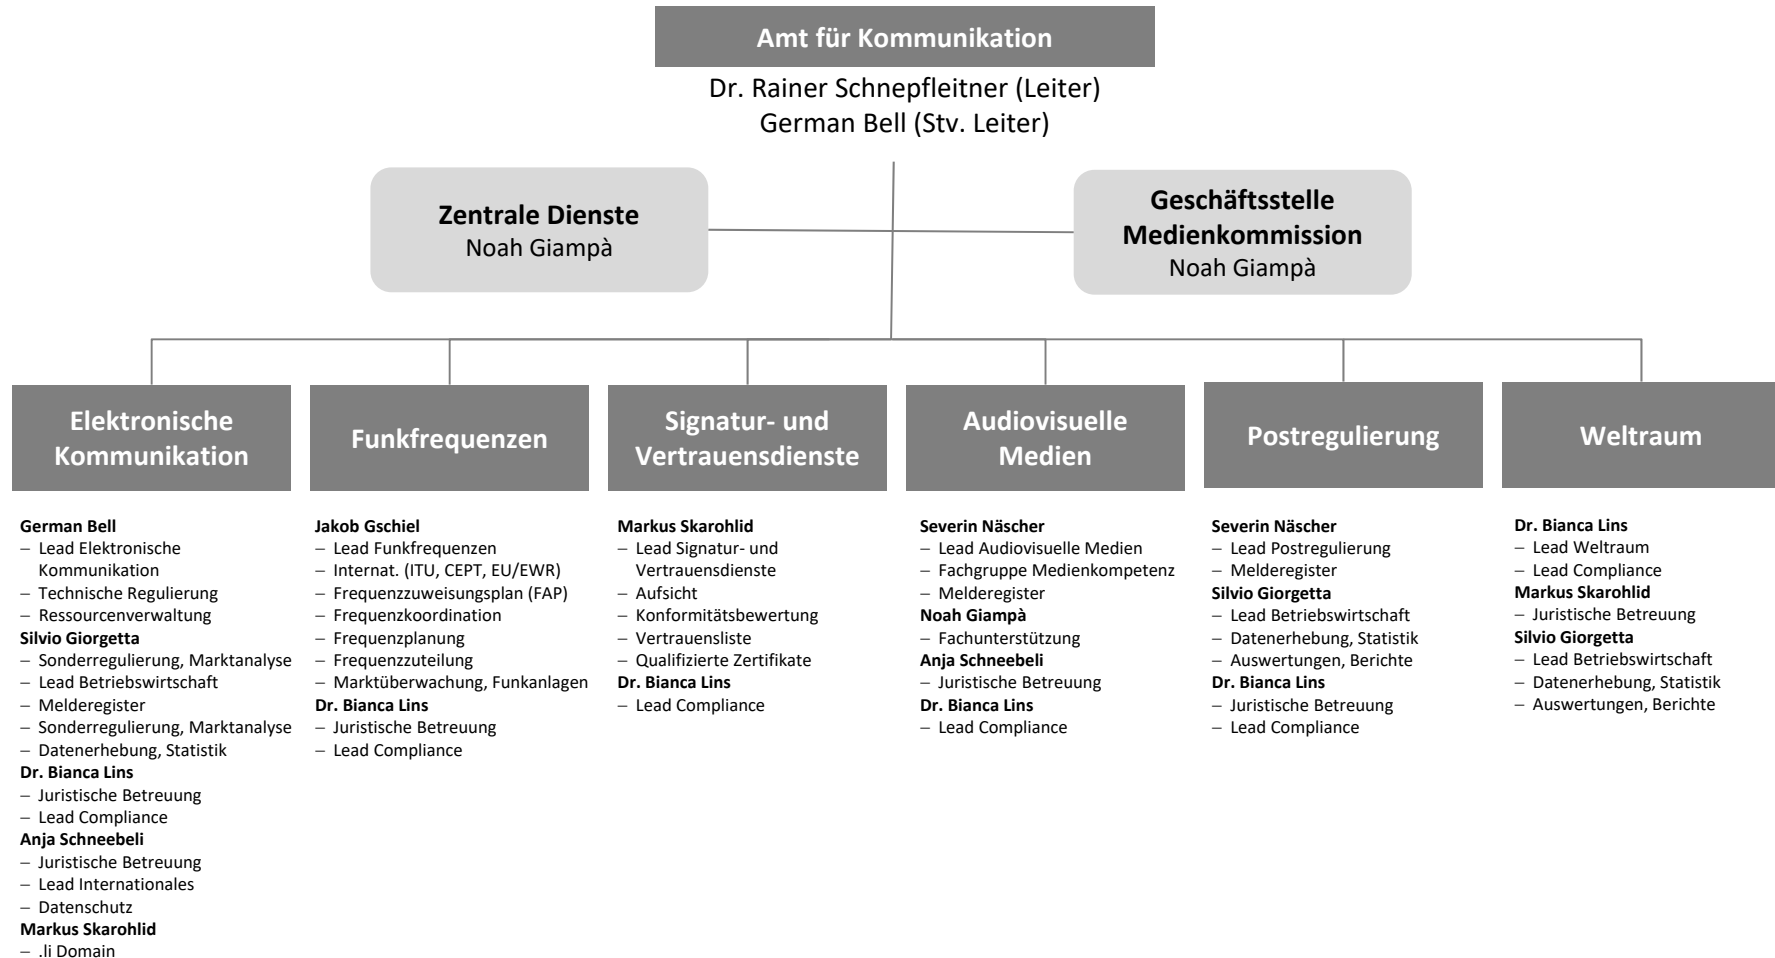 Amt für Kommunikation
Dr. Rainer Schnepfleitner (Leiter)
German Bell (Stv. Leiter)
Zentrale Dienste
Noah Giampà
Geschäftsstelle
Medienkommission
Noah Giampà
Elektronische
Kommunikation
German Bell
– Lead Elektronische
Kommunikation
– Technische Regulierung
– Ressourcenverwaltung
Silvio Giorgetta
– Sonderregulierung, Marktanalyse
– Lead Betriebswirtschaft
– Melderegister
– Sonderregulierung, Marktanalyse
– Datenerhebung, Statistik
Dr. Bianca Lins
– Juristische Betreuung
– Lead Compliance
Anja Schneebeli
– Juristische Betreuung
– Lead Internationales
– Datenschutz
Markus Skarohlid
– .li Domain
Funkfrequenzen
Jakob Gschiel
– Lead Funkfrequenzen
– Internat. (ITU, CEPT, EU/EWR)
– Frequenzzuweisungsplan (FAP)
– Frequenzkoordination
– Frequenzplanung
– Frequenzzuteilung
– Marktüberwachung, Funkanlagen
Dr. Bianca Lins
– Juristische Betreuung
– Lead Compliance
Signatur- und
Vertrauensdienste
Markus Skarohlid
– Lead Signatur- und
Vertrauensdienste
– Aufsicht
– Konformitätsbewertung
– Vertrauensliste
– Qualifizierte Zertifikate
Dr. Bianca Lins
– Lead Compliance
Audiovisuelle
Medien
Severin Näscher
– Lead Audiovisuelle Medien
– Fachgruppe Medienkompetenz
– Melderegister
Noah Giampà
– Fachunterstützung
Anja Schneebeli
– Juristische Betreuung
Dr. Bianca Lins
– Lead Compliance
Postregulierung
Severin Näscher
– Lead Postregulierung
– Melderegister
Silvio Giorgetta
– Lead Betriebswirtschaft
– Datenerhebung, Statistik
– Auswertungen, Berichte
Dr. Bianca Lins
– Juristische Betreuung
– Lead Compliance
Weltraum
Dr. Bianca Lins
– Lead Weltraum
– Lead Compliance
Markus Skarohlid
– Juristische Betreuung
Silvio Giorgetta
– Lead Betriebswirtschaft
– Datenerhebung, Statistik
– Auswertungen, Berichte